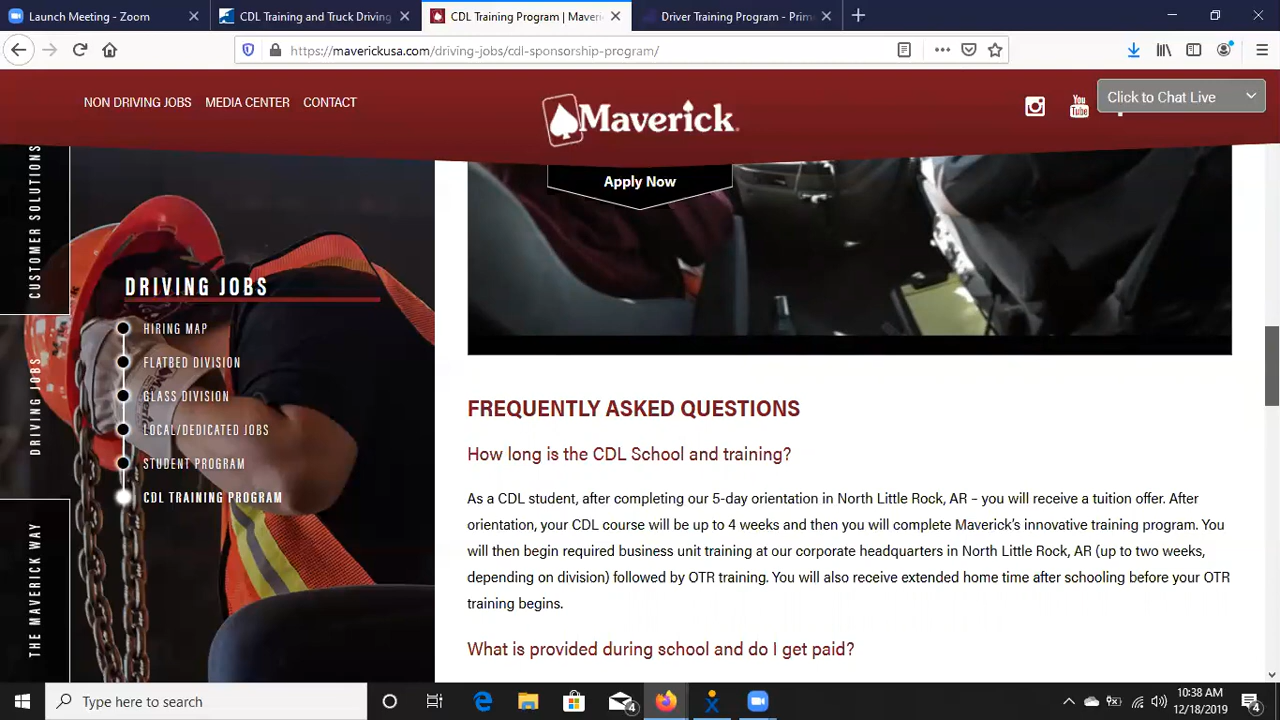 Launch Meeting - Zoom
CDL Training and Truck Driving
CDL Training Program | Maveri
Driver Training Program - Prim
https://maverickusa.com/driving-jobs/cdl-sponsorship-program/
NON DRIVING JOBS MEDIA CENTER CONTACT
Maverick
You Tube
Click to Chat Live
Apply Now
CUSTOMER SOLUTIONS
DRIVING JOBS
THE MAVERICK WAY
DRIVING JOBS
HIRING MAP
FLATBED DIVISION
GLASS DIVISION
LOCAL/DEDICATED JOBS
STUDENT PROGRAM
CDL TRAINING PROGRAM
FREQUENTLY ASKED QUESTIONS
How long is the CDL School and training?
As a CDL student, after completing our 5-day orientation in North Little Rock, AR – you will receive a tuition offer. After
orientation, your CDL course will be up to 4 weeks and then you will complete Maverick's innovative training program. You
will then begin required business unit training at our corporate headquarters in North Little Rock, AR (up to two weeks,
depending on division) followed by OTR training. You will also receive extended home time after schooling before your OTR
training begins.
What is provided during school and do I get paid?
Type here to search
4
10:38 AM
12/18/2019
4